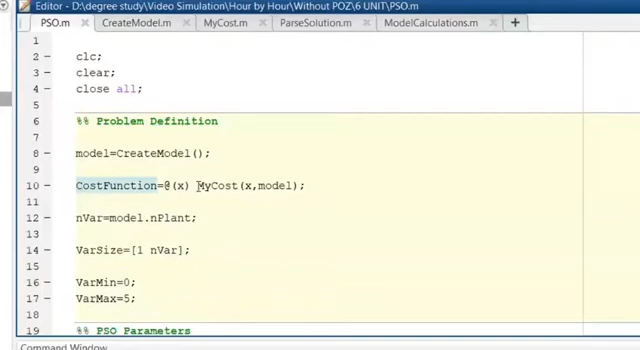 Editor - D:\degree study\Video Simulation\Hour by Hour\Without POZ\6 UNIT\PSO.m
PSO.m × CreateModel.m × MyCost.m × ParseSolution.m × ModelCalculations.m × +
1
2 - clc;
3 - clear;
4 - close all;
5
6 %% Problem Definition
7
8 - model=CreateModel();
9
10 - CostFunction=@(x) MyCost(x,model);
11
12 - nVar=model.nPlant;
13
14 - VarSize=[1 nVar];
15
16 - VarMin=0;
17 - VarMax=5;
18
19 %% PSO Parameters
Command Window